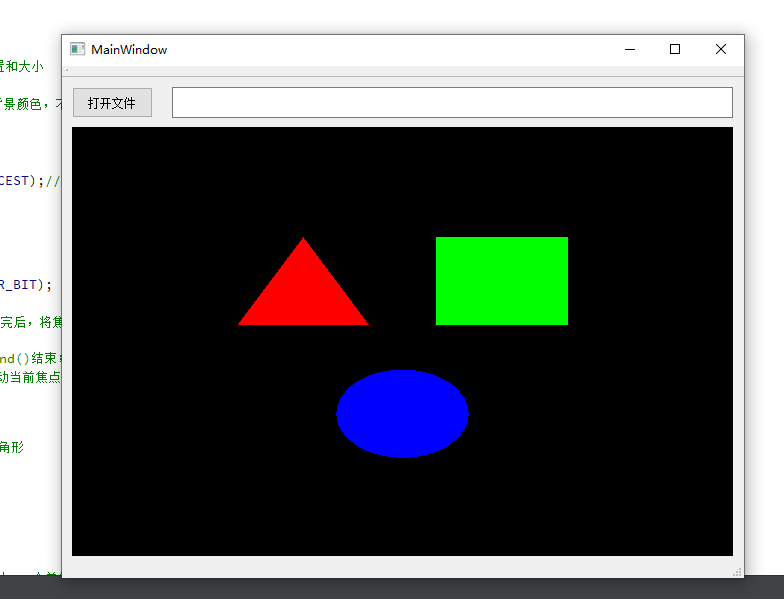 置和大小
MainWindow
背景颜色，不
打开文件
CEST);//
R_BIT);
完后，将焦
nd()结束
动当前焦点
角形